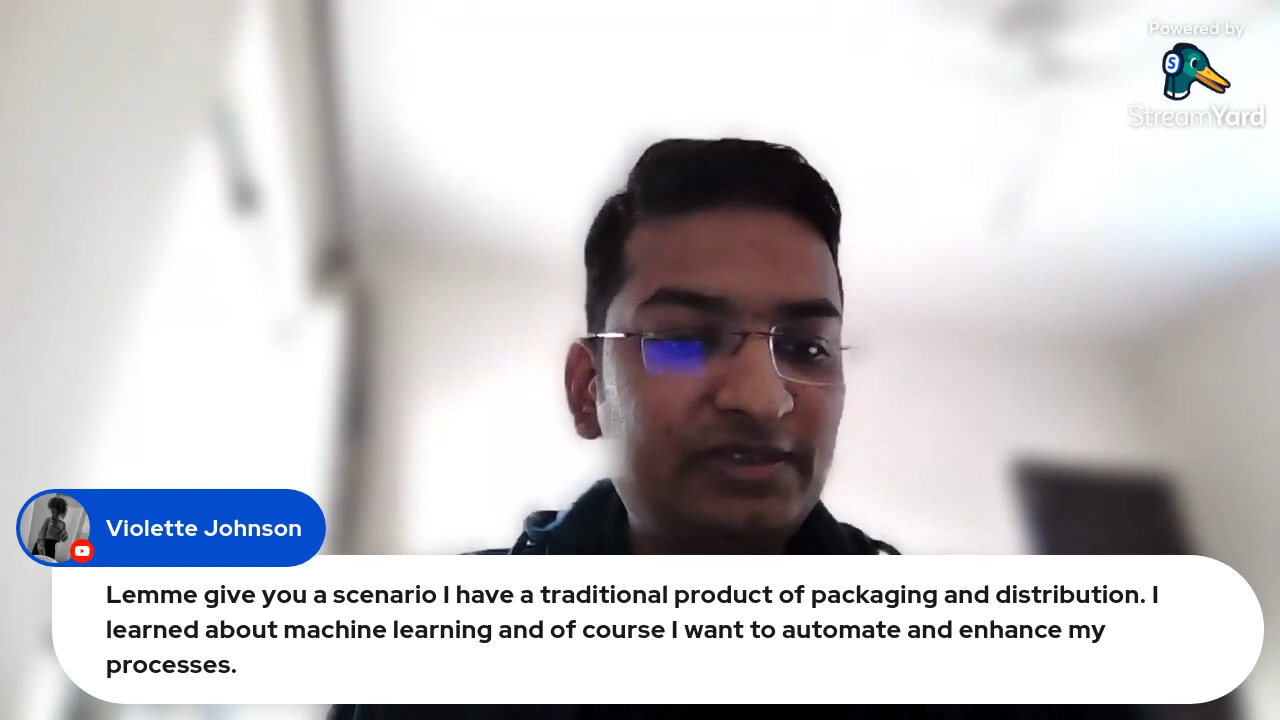 Powered by
S
StreamYard
Violette Johnson
Lemme give you a scenario I have a traditional product of packaging and distribution. I
learned about machine learning and of course I want to automate and enhance my
processes.